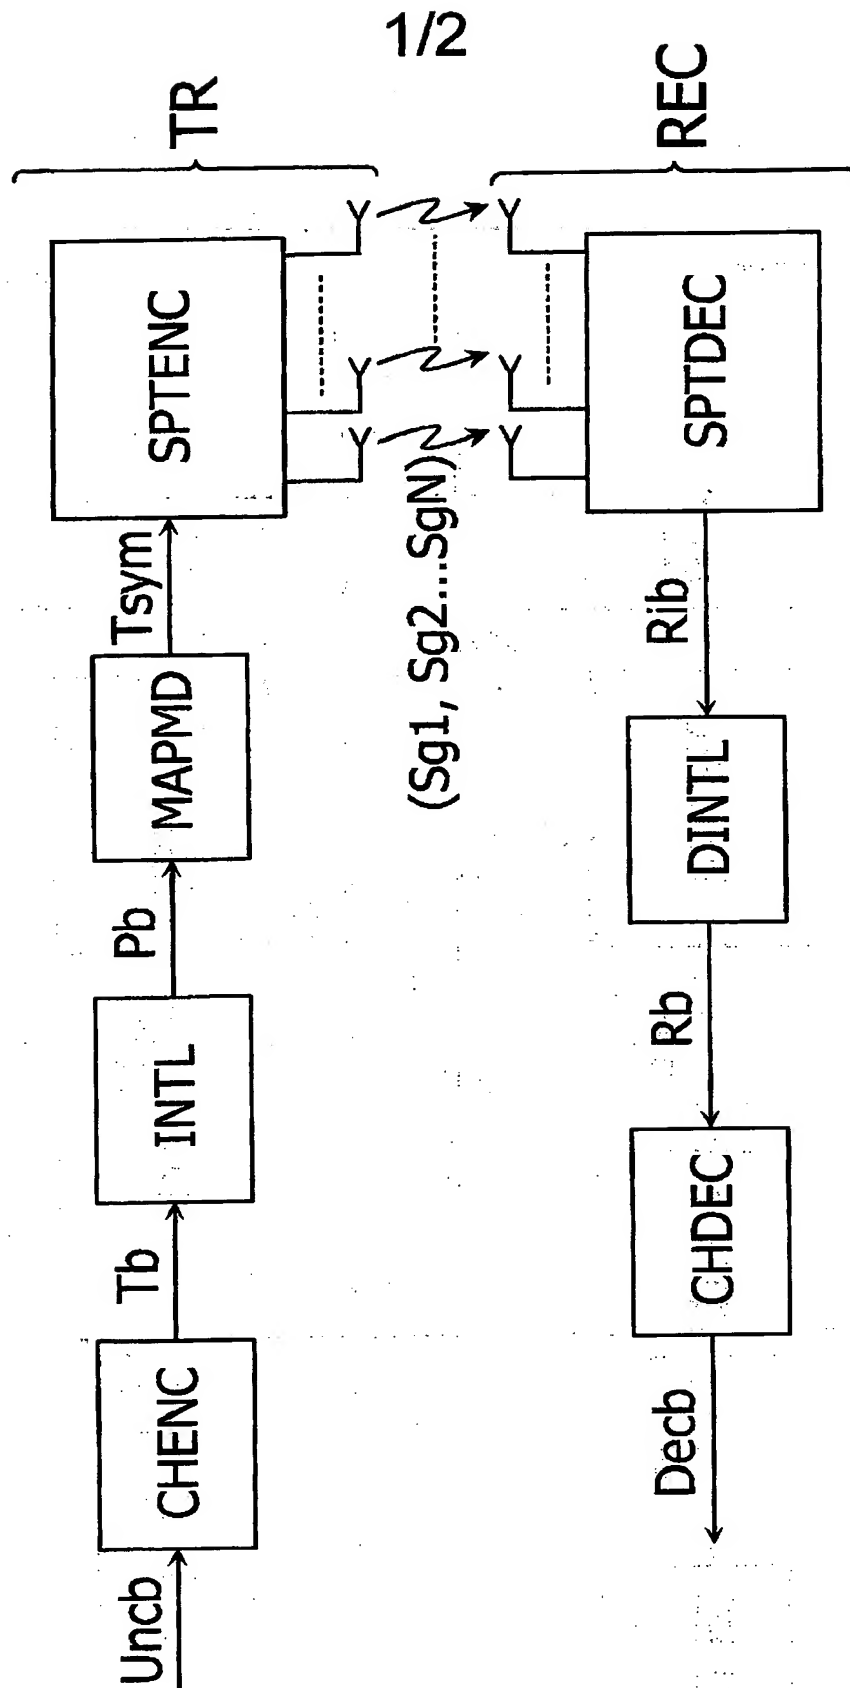 1/2
TR
REC
Uncb
CHENC
Tb
INTL
Pb
MAPMD
Tsym
SPTENC
(Sg1, Sg2...SgN)
SPTDEC
Rib
DINTL
Rb
CHDEC
Decb